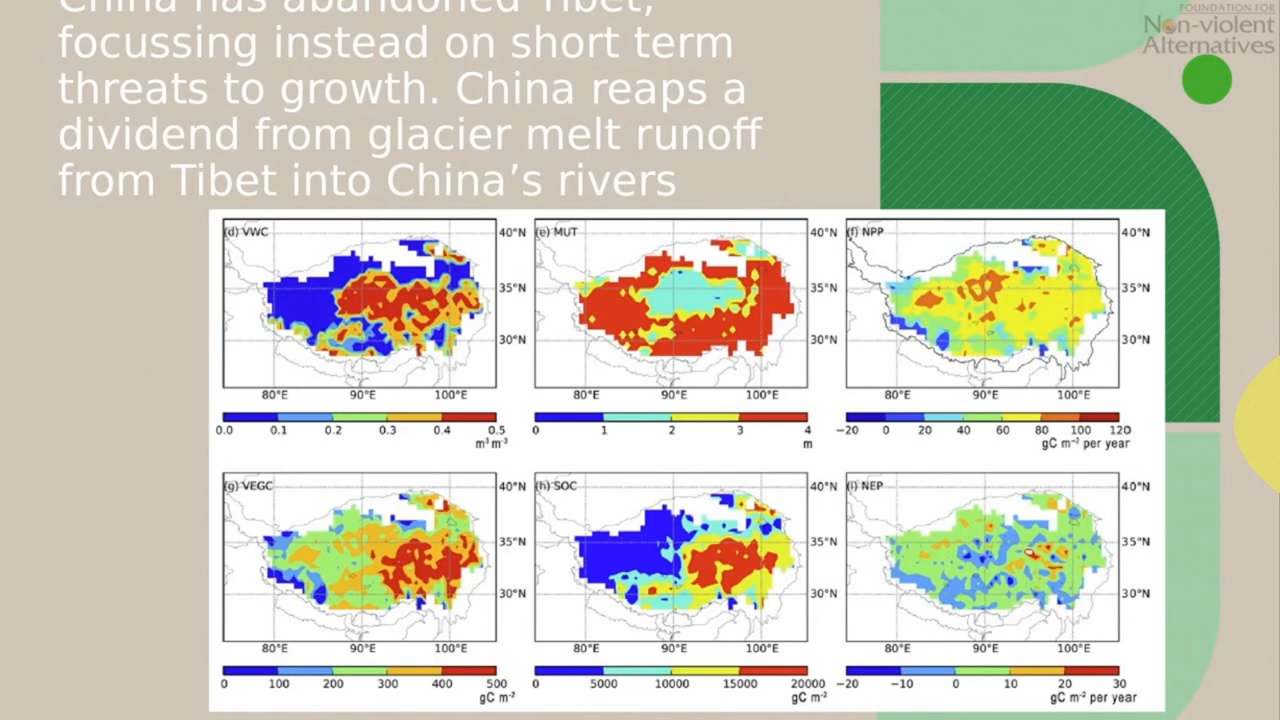 China has abandoned Tibet,
focussing instead on short term
threats to growth. China reaps a
dividend from glacier melt runoff
from Tibet into China’s rivers
FOUNDATION FOR
Non-violent
Alternatives
(d) VWC
40°N
35°N
30°N
80°E 90°E 100°E
0.0 0.1 0.2 0.3 0.4 0.5
m³ m⁻³
(e) MUT
40°N
35°N
30°N
80°E 90°E 100°E
0 1 2 3 4
m
(f) NPP
40°N
35°N
30°N
80°E 90°E 100°E
−20 0 20 40 60 80 100 120
gC m⁻² per year
(g) VEGC
40°N
35°N
30°N
80°E 90°E 100°E
0 100 200 300 400 500
gC m⁻²
(h) SOC
40°N
35°N
30°N
80°E 90°E 100°E
0 5000 10000 15000 20000
gC m⁻²
(i) NEP
40°N
35°N
30°N
80°E 90°E 100°E
−20 −10 0 10 20 30
gC m⁻² per year